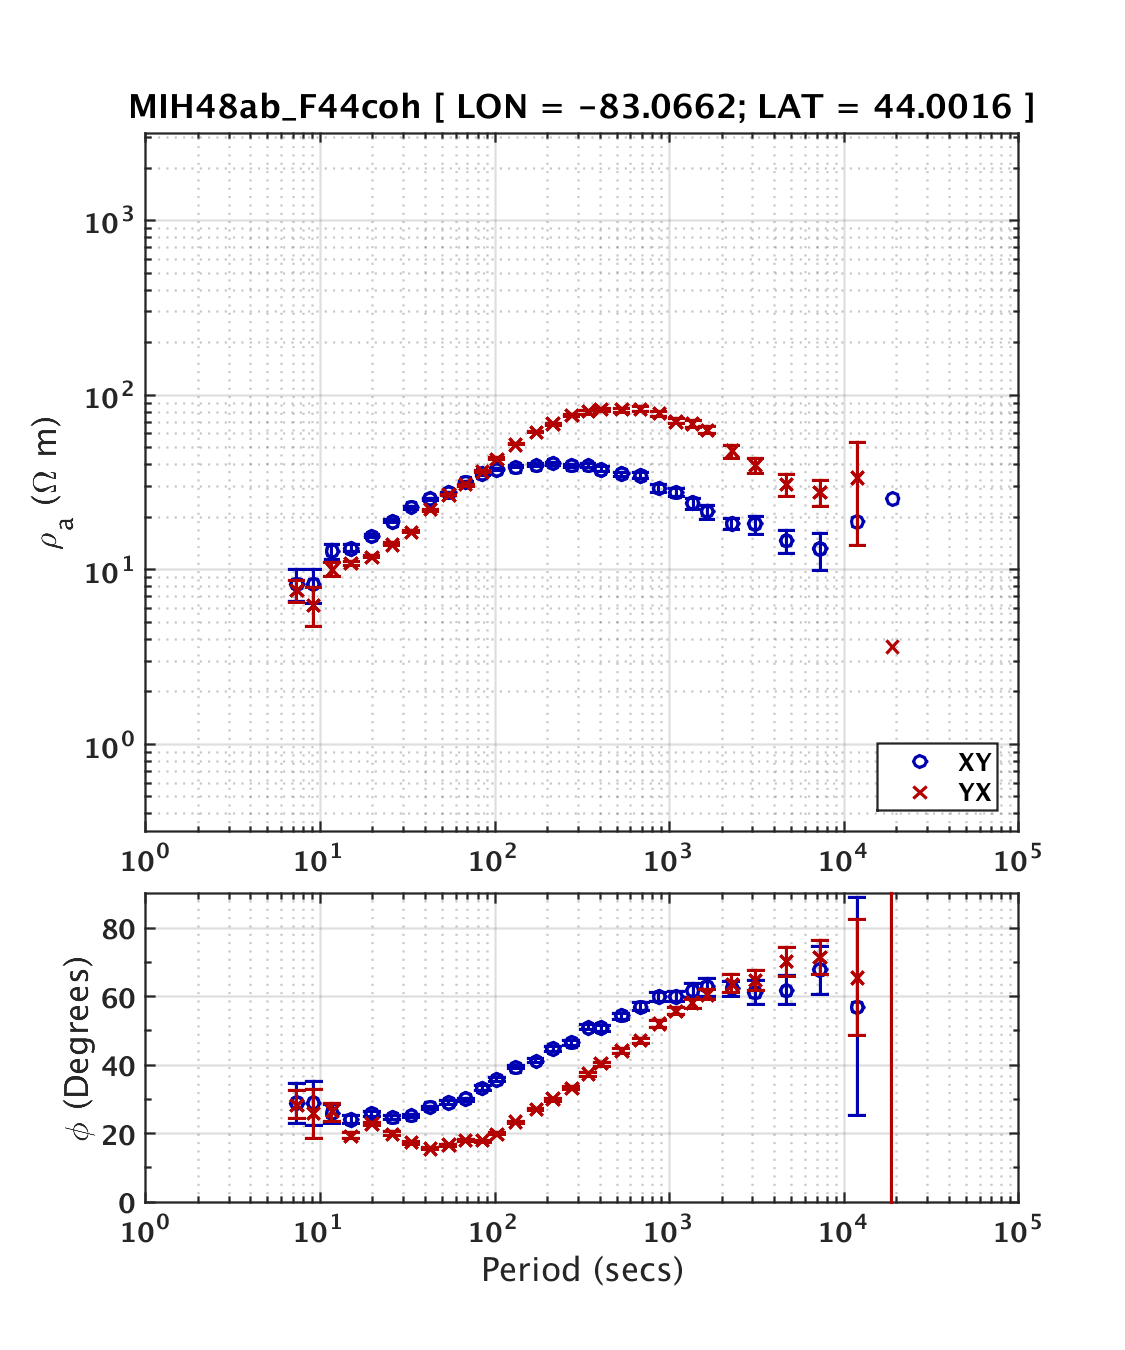 MIH48ab_F44coh [ LON = -83.0662; LAT = 44.0016 ]
10³
10²
10¹
10⁰
ρₐ (Ω m)
XY
YX
10⁰ 10¹ 10² 10³ 10⁴ 10⁵
80
60
40
20
0
ϕ (Degrees)
10⁰ 10¹ 10² 10³ 10⁴ 10⁵
Period (secs)